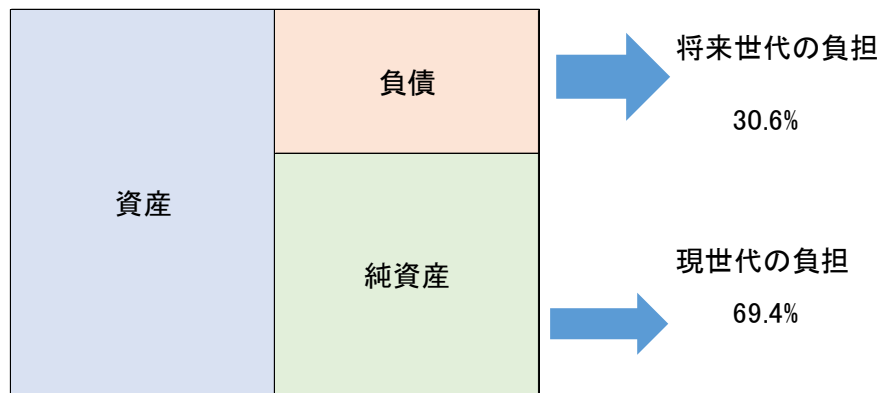 資産
負債
純資産
将来世代の負担
30.6%
現世代の負担
69.4%